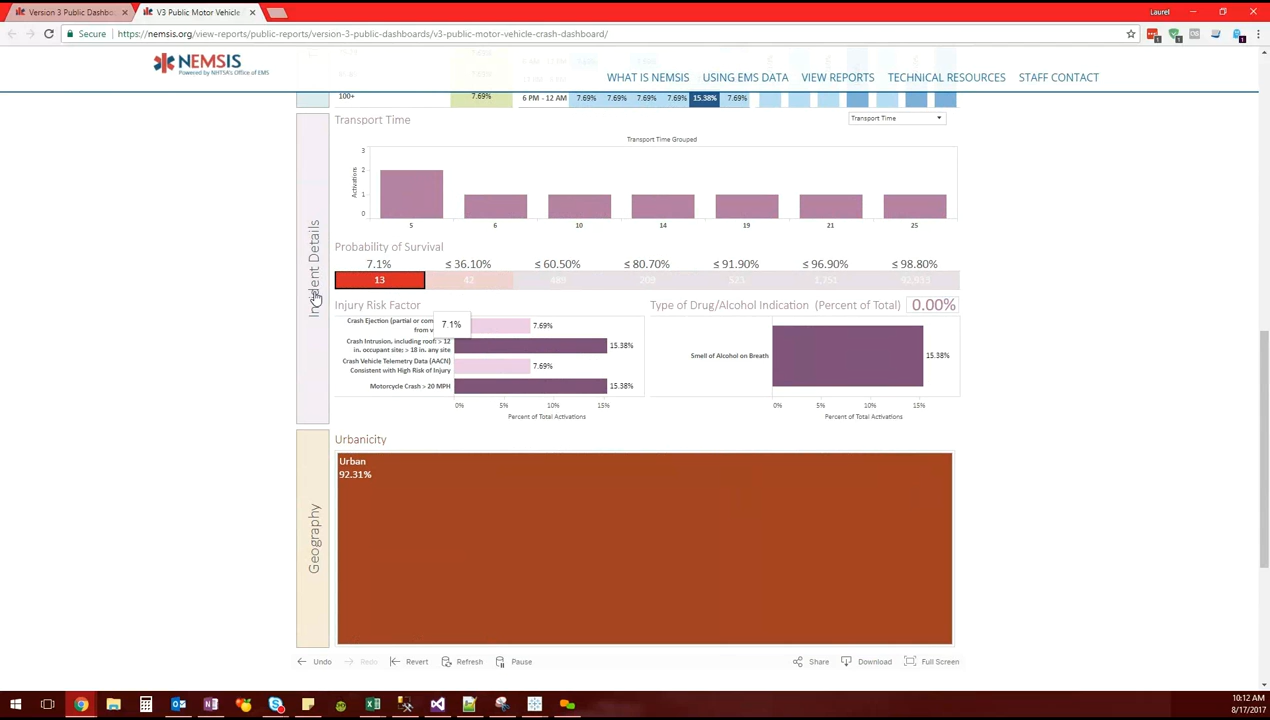 Version 3 Public Dashbo
V3 Public Motor Vehicle
Laurel
Secure
https://nemsis.org/view-reports/public-reports/version-3-public-dashboards/v3-public-motor-vehicle-crash-dashboard/
NEMSIS
Powered by NHTSA's Office of EMS
WHAT IS NEMSIS
USING EMS DATA
VIEW REPORTS
TECHNICAL RESOURCES
STAFF CONTACT
100+
7.69%
6 PM - 12 AM
7.69%
7.69%
7.69%
7.69%
15.38%
7.69%
Transport Time
Transport Time
Transport Time Grouped
Activations
3
2
1
0
5
6
10
14
19
21
25
Incident Details
Probability of Survival
7.1%
≤ 36.10%
≤ 60.50%
≤ 80.70%
≤ 91.90%
≤ 96.90%
≤ 98.80%
13
42
Injury Risk Factor
Crash Ejection (partial or com
from v
7.1%
7.69%
Crash Intrusion, including roof: > 12
in. occupant site; > 18 in. any site
15.38%
Crash Vehicle Telemetry Data (AACN)
Consistent with High Risk of Injury
7.69%
Motorcycle Crash > 20 MPH
15.38%
0%
5%
10%
15%
Percent of Total Activations
Type of Drug/Alcohol Indication (Percent of Total)
0.00%
Smell of Alcohol on Breath
15.38%
0%
5%
10%
15%
Percent of Total Activations
Geography
Urbanicity
Urban
92.31%
Undo
Redo
Revert
Refresh
Pause
Share
Download
Full Screen
10:12 AM
8/17/2017